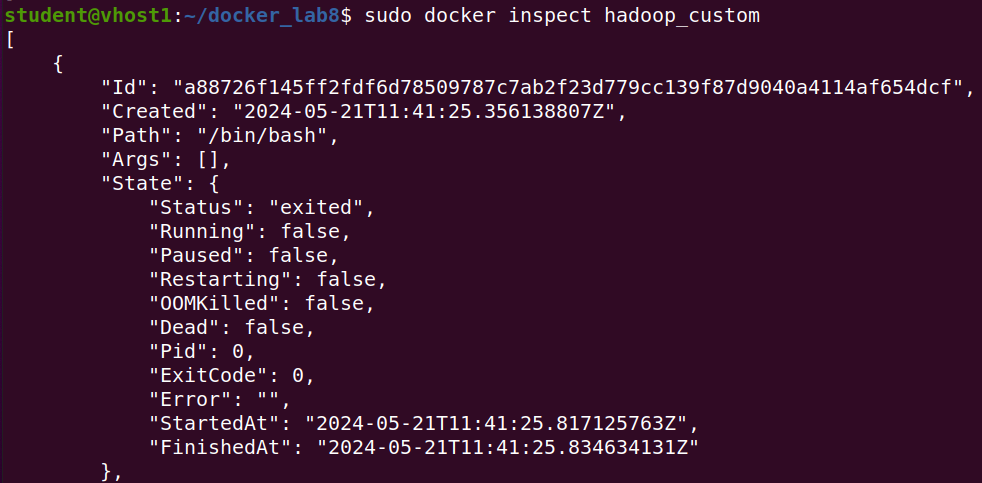 student@vhost1:~/docker_lab8$ sudo docker inspect hadoop_custom
[
    {
        "Id": "a88726f145ff2fdf6d78509787c7ab2f23d779cc139f87d9040a4114af654dcf",
        "Created": "2024-05-21T11:41:25.356138807Z",
        "Path": "/bin/bash",
        "Args": [],
        "State": {
            "Status": "exited",
            "Running": false,
            "Paused": false,
            "Restarting": false,
            "OOMKilled": false,
            "Dead": false,
            "Pid": 0,
            "ExitCode": 0,
            "Error": "",
            "StartedAt": "2024-05-21T11:41:25.817125763Z",
            "FinishedAt": "2024-05-21T11:41:25.834634131Z"
        },